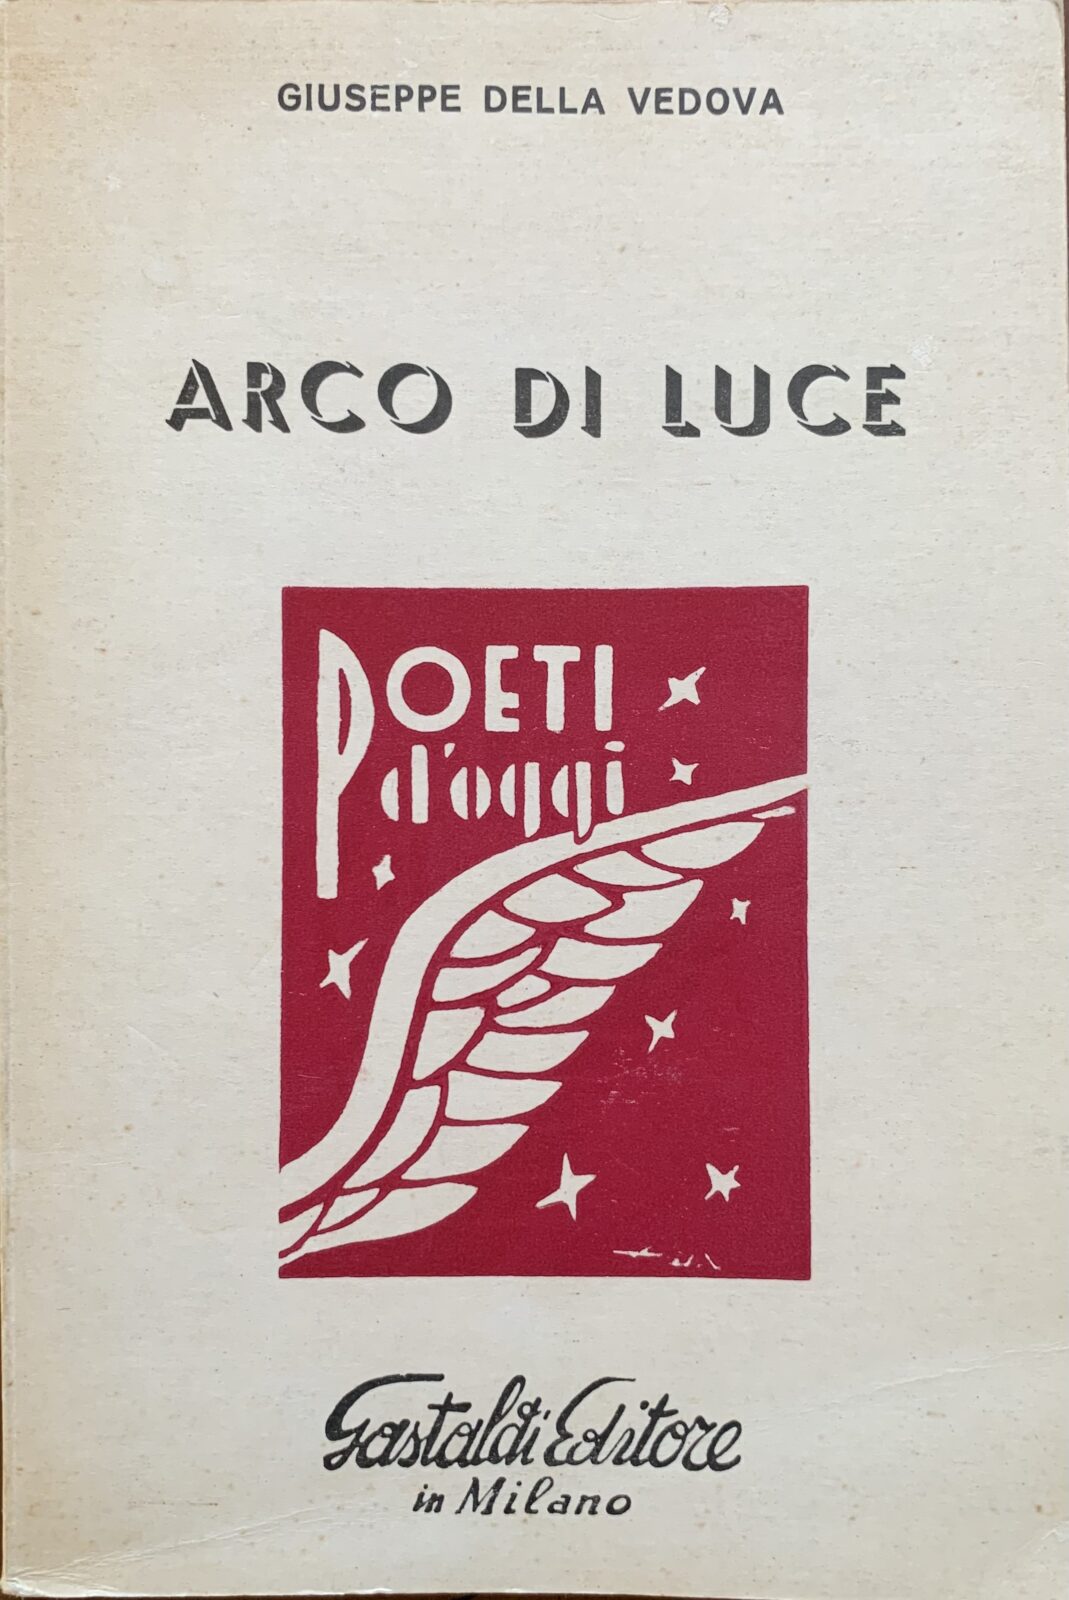 GIUSEPPE DELLA VEDOVA
ARCO DI LUCE
POETI
d'oggi
Gastaldi Editore
in Milano